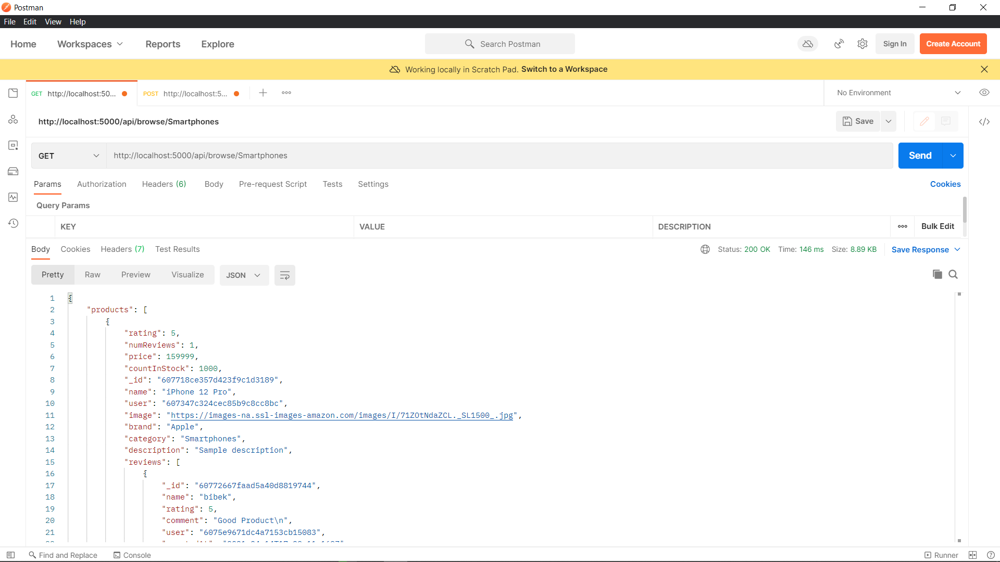 Postman
File Edit View Help
Home Workspaces Reports Explore Search Postman Sign In Create Account
Working locally in Scratch Pad. Switch to a Workspace
GET http://localhost:50... POST http://localhost:5... No Environment
http://localhost:5000/api/browse/Smartphones Save
GET http://localhost:5000/api/browse/Smartphones Send
Params Authorization Headers (6) Body Pre-request Script Tests Settings Cookies
Query Params
KEY VALUE DESCRIPTION Bulk Edit
Body Cookies Headers (7) Test Results Status: 200 OK Time: 146 ms Size: 8.89 KB Save Response
Pretty Raw Preview Visualize JSON
1 {
2 "products": [
3 {
4 "rating": 5,
5 "numReviews": 1,
6 "price": 159999,
7 "countInStock": 1000,
8 "_id": "607718ce357d423f9c1d3189",
9 "name": "iPhone 12 Pro",
10 "user": "607347c324cec85b9c8cc8bc",
11 "image": "https://images-na.ssl-images-amazon.com/images/I/71ZOtNdaZCL._SL1500_.jpg",
12 "brand": "Apple",
13 "category": "Smartphones",
14 "description": "Sample description",
15 "reviews": [
16 {
17 "_id": "60772667faad5a40d8819744",
18 "name": "bibek",
19 "rating": 5,
20 "comment": "Good Product\n",
21 "user": "6075e9671dc4a7153cb15083",
Find and Replace Console Runner